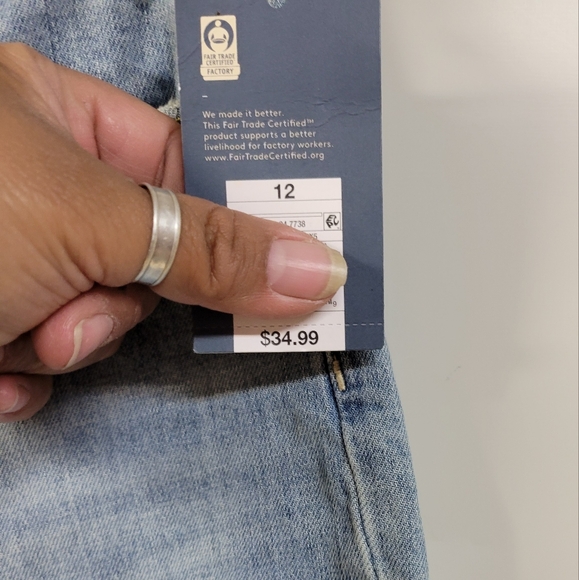 FAIR TRADE
CERTIFIED
FACTORY
We made it better.
This Fair Trade Certified™
product supports a better
livelihood for factory workers.
www.FairTradeCertified.org
12
7738
$34.99